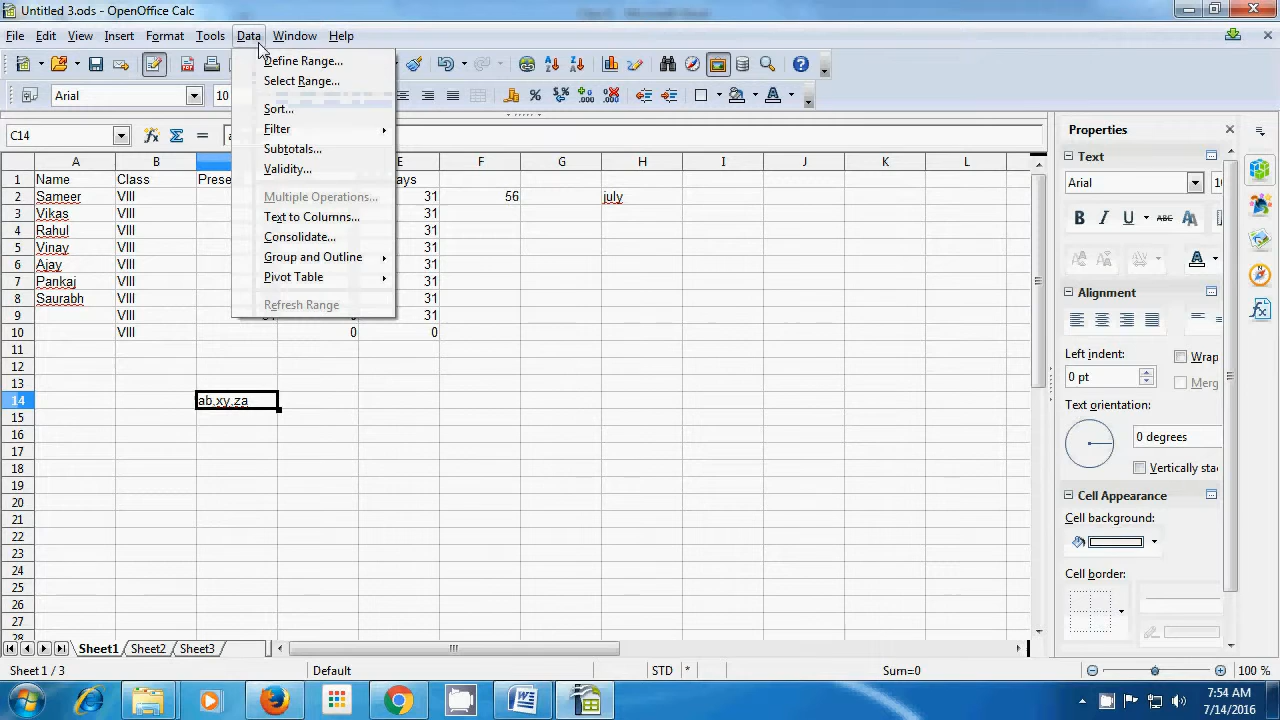 Untitled 3.ods - OpenOffice Calc
File Edit View Insert Format Tools Data Window Help
Arial 10
C14
Define Range...
Select Range...
Sort...
Filter
Subtotals...
Validity...
Multiple Operations...
Text to Columns...
Consolidate...
Group and Outline
Pivot Table
Refresh Range
A B E F G H I J K L
1 Name Class Prese ays
2 Sameer VIII 31 56 july
3 Vikas VIII 31
4 Rahul VIII 31
5 Vinay VIII 31
6 Ajay VIII 31
7 Pankaj VIII 31
8 Saurabh VIII 31
9 VIII 31
10 VIII 0 0
11
12
13
14 ab.xy.za
15
16
17
18
19
20
21
22
23
24
25
26
27
28
Properties
Text
Arial
B I U ABC AA
A A AB
Alignment
Left indent: Wrap
0 pt Merg
Text orientation:
0 degrees
Vertically stac
Cell Appearance
Cell background:
Cell border:
Sheet1 Sheet2 Sheet3
Sheet 1 / 3 Default STD * Sum=0 100 %
7:54 AM
7/14/2016